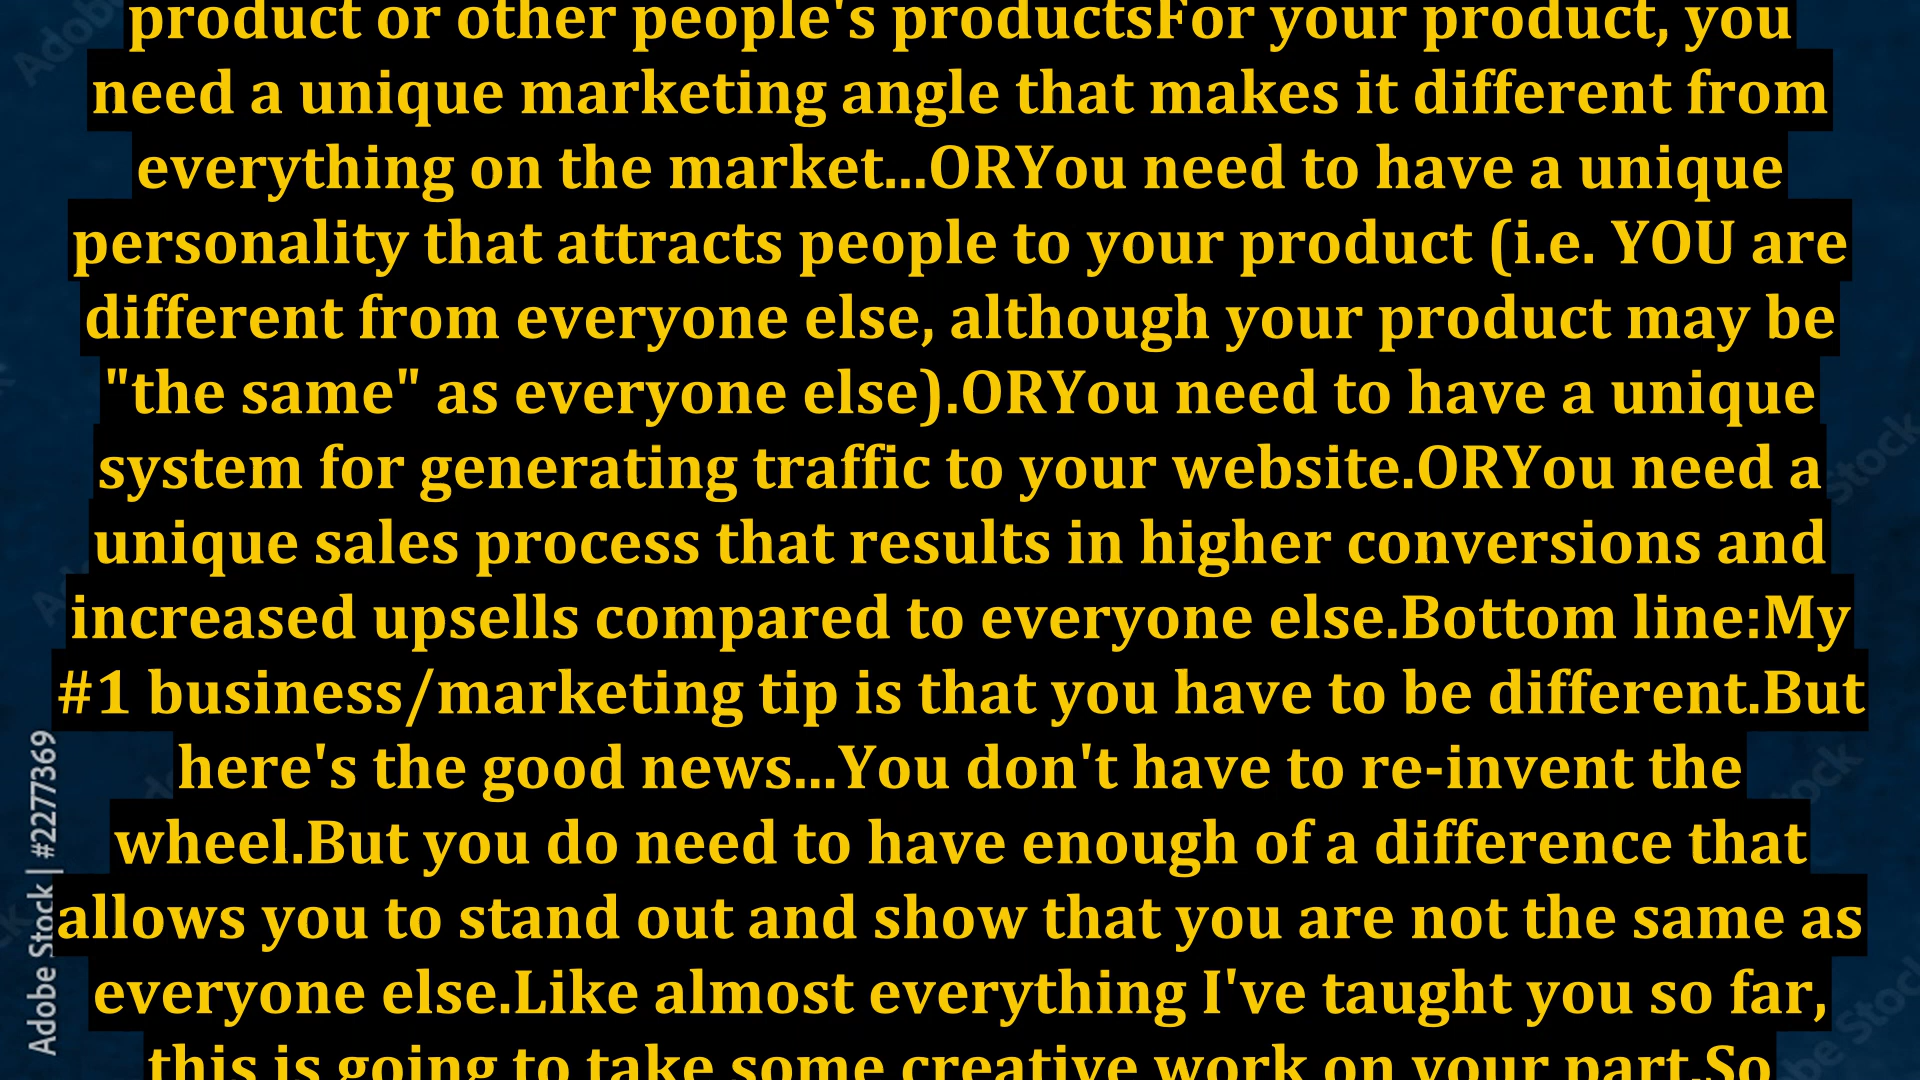 product or other people's productsFor your product, you
need a unique marketing angle that makes it different from
everything on the market...ORYou need to have a unique
personality that attracts people to your product (i.e. YOU are
different from everyone else, although your product may be
"the same" as everyone else).ORYou need to have a unique
system for generating traffic to your website.ORYou need a
unique sales process that results in higher conversions and
increased upsells compared to everyone else.Bottom line:My
#1 business/marketing tip is that you have to be different.But
here's the good news...You don't have to re-invent the
wheel.But you do need to have enough of a difference that
allows you to stand out and show that you are not the same as
everyone else.Like almost everything I've taught you so far,
this is going to take some creative work on your part.So
Adobe Stock | #2277369